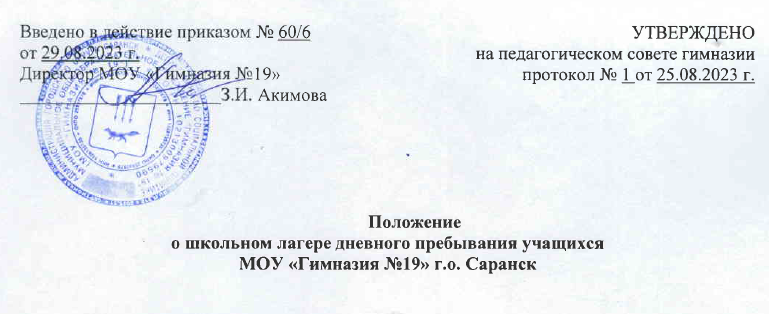 Введено в действие приказом № 60/6
от 29.08.2023 г.
Директор МОУ «Гимназия №19»
З.И. Акимова
УТВЕРЖДЕНО
на педагогическом совете гимназии
протокол № 1 от 25.08.2023 г.
Положение
о школьном лагере дневного пребывания учащихся
МОУ «Гимназия №19» г.о. Саранск